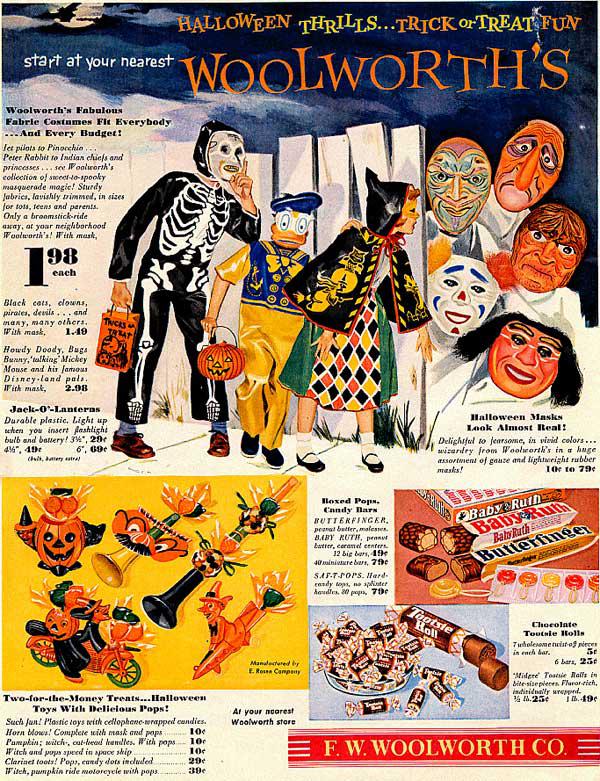 HALLOWEEN THRILLS...TRICK or TREAT FUN
start at your nearest WOOLWORTH'S
Woolworth's Fabulous
Fabric Costumes Fit Everybody
...And Every Budget!
Jet pilots to Pinocchio...
Peter Rabbit to Indian chiefs and
princesses...see Woolworth's
collection of sweet-to-spooky
masquerade magic! Sturdy
fabrics, lavishly trimmed, in sizes
for tots, teens and parents.
Only a broomstick-ride
away, at your neighborhood
Woolworth's! With mask,
1.98
each
Black cats, clowns,
pirates, devils...and
many, many others.
With mask, 1.49
Howdy Doody, Bugs
Bunny, 'talking' Mickey
Mouse and his famous
Disney-land pals.
With mask, 2.98
Jack-O'-Lanterns
Durable plastic. Light up
when you insert flashlight
bulb and battery! 3½", 29¢
4½", 49¢ 6", 69¢
(bulb, battery extra)
TRICKS OR
TREAT
Halloween Masks
Look Almost Real!
Delightful to fearsome, in vivid colors...
wizardry from Woolworth's in a huge
assortment of gauze and lightweight rubber
masks! 10¢ to 79¢
Manufactured by
E. Rosen Company
Boxed Pops,
Candy Bars
BUTTERFINGER,
peanut butter, molasses.
BABY RUTH, peanut
butter, caramel centers.
12 big bars, 49¢
40 miniature bars, 79¢
SAF-T-POPS. Hard-
candy tops, no splinter
handles. 80 pops, 79¢
Baby Ruth
Baby Ruth
Baby Ruth
Butterfinger
Tootsie
Roll
Chocolate
Tootsie Rolls
7 wholesome twist-off pieces
in each bar. 5¢
6 bars, 25¢
'Midgee' Tootsie Rolls in
bite-size pieces. Flavor-rich,
individually wrapped.
½ lb. 25¢ 1 lb. 49¢
Two-for-the-Money Treats...Halloween
Toys With Delicious Pops!
Such fun! Plastic toys with cellophane-wrapped candies.
Horn blows! Complete with mask and pops 10¢
Pumpkin; witch-, cat-head handles. With pops 10¢
Witch and pops speed in space ship 10¢
Clarinet toots! Pops, candy dots included 29¢
Witch, pumpkin ride motorcycle with pops 39¢
At your nearest
Woolworth store
F. W. WOOLWORTH CO.